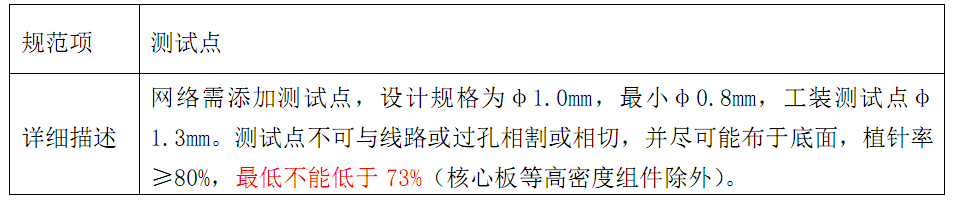 规范项 测试点
网络需添加测试点，设计规格为φ1.0mm，最小φ0.8mm，工装测试点φ
详细描述 1.3mm。测试点不可与线路或过孔相割或相切，并尽可能布于底面，植针率
≥80%，最低不能低于 73%（核心板等高密度组件除外）。